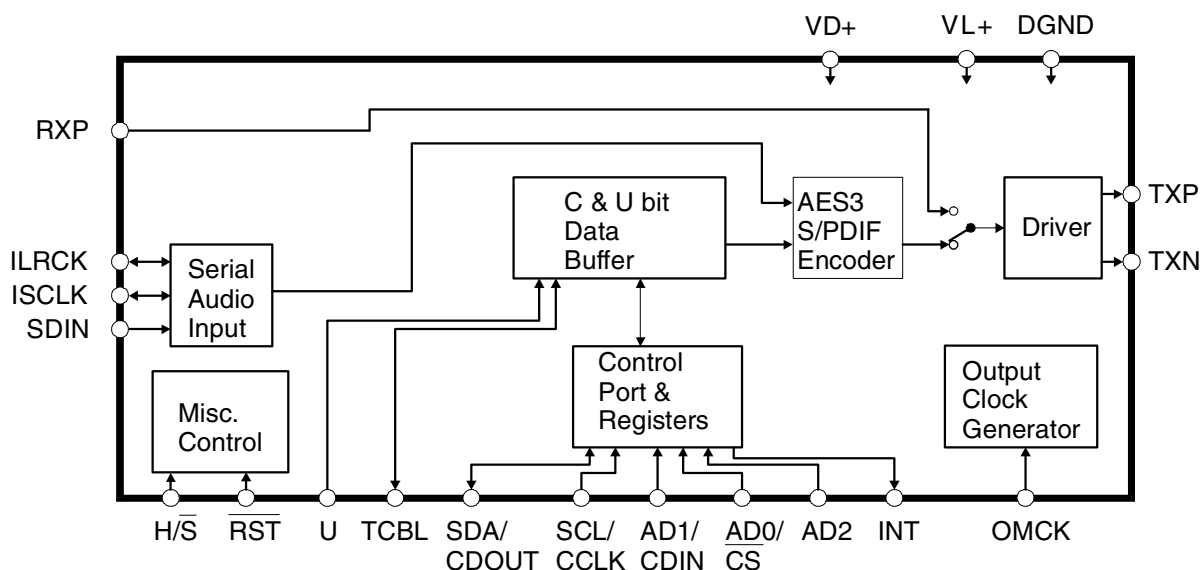 VD+
VL+
DGND
RXP
C & U bit
Data
Buffer
AES3
S/PDIF
Encoder
Driver
TXP
TXN
ILRCK
ISCLK
SDIN
Serial
Audio
Input
Misc.
Control
Control
Port &
Registers
Output
Clock
Generator
H/S̅
R̅S̅T̅
U
TCBL
SDA/
CDOUT
SCL/
CCLK
AD1/
CDIN
AD0/
C̅S̅
AD2
INT
OMCK